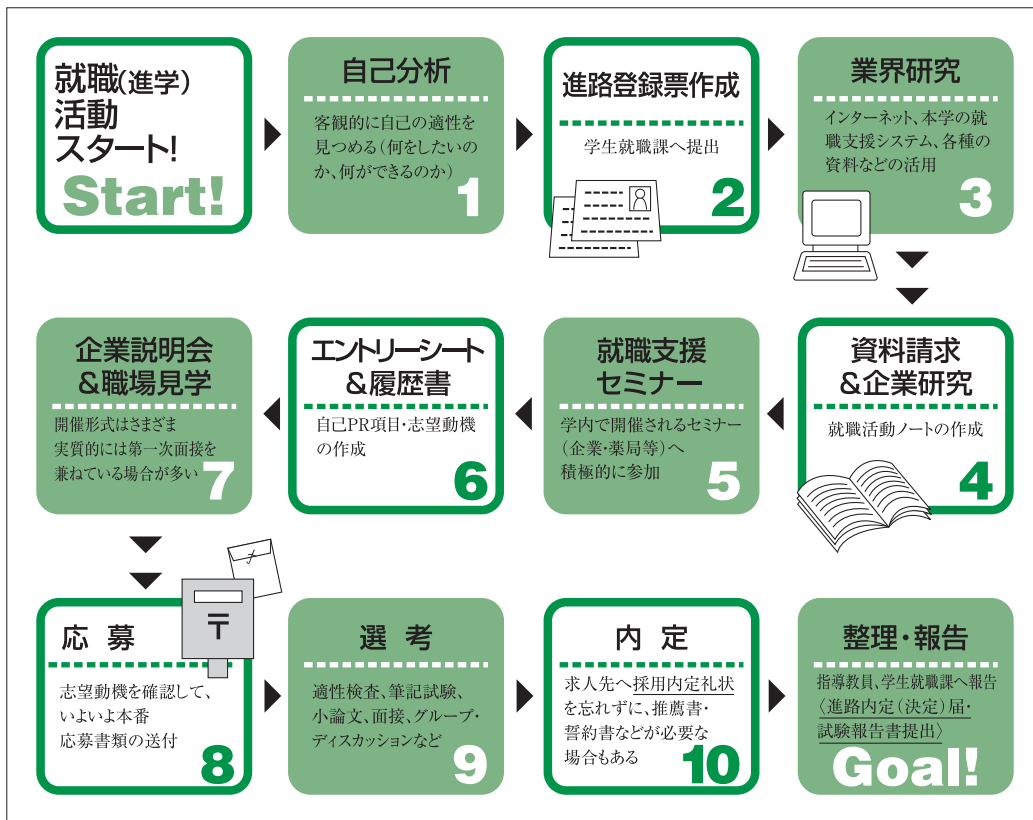 就職(進学)
活動
スタート!
Start!
自己分析
客観的に自己の適性を
見つめる(何をしたいの
か、何ができるのか)
1
進路登録票作成
学生就職課へ提出
2
業界研究
インターネット、本学の就
職支援システム、各種の
資料などの活用
3
資料請求
&企業研究
就職活動ノートの作成
4
就職支援
セミナー
学内で開催されるセミナー
(企業・薬局等)へ
積極的に参加
5
エントリーシート
&履歴書
自己PR項目・志望動機
の作成
6
企業説明会
&職場見学
開催形式はさまざま
実質的には第一次面接を
兼ねている場合が多い
7
〒
応募
志望動機を確認して、
いよいよ本番
応募書類の送付
8
選考
適性検査、筆記試験、
小論文、面接、グループ・
ディスカッションなど
9
内定
求人先へ採用内定礼状
を忘れずに、推薦書・
誓約書などが必要な
場合もある
10
整理・報告
指導教員、学生就職課へ報告
〈進路内定(決定)届・
試験報告書提出〉
Goal!